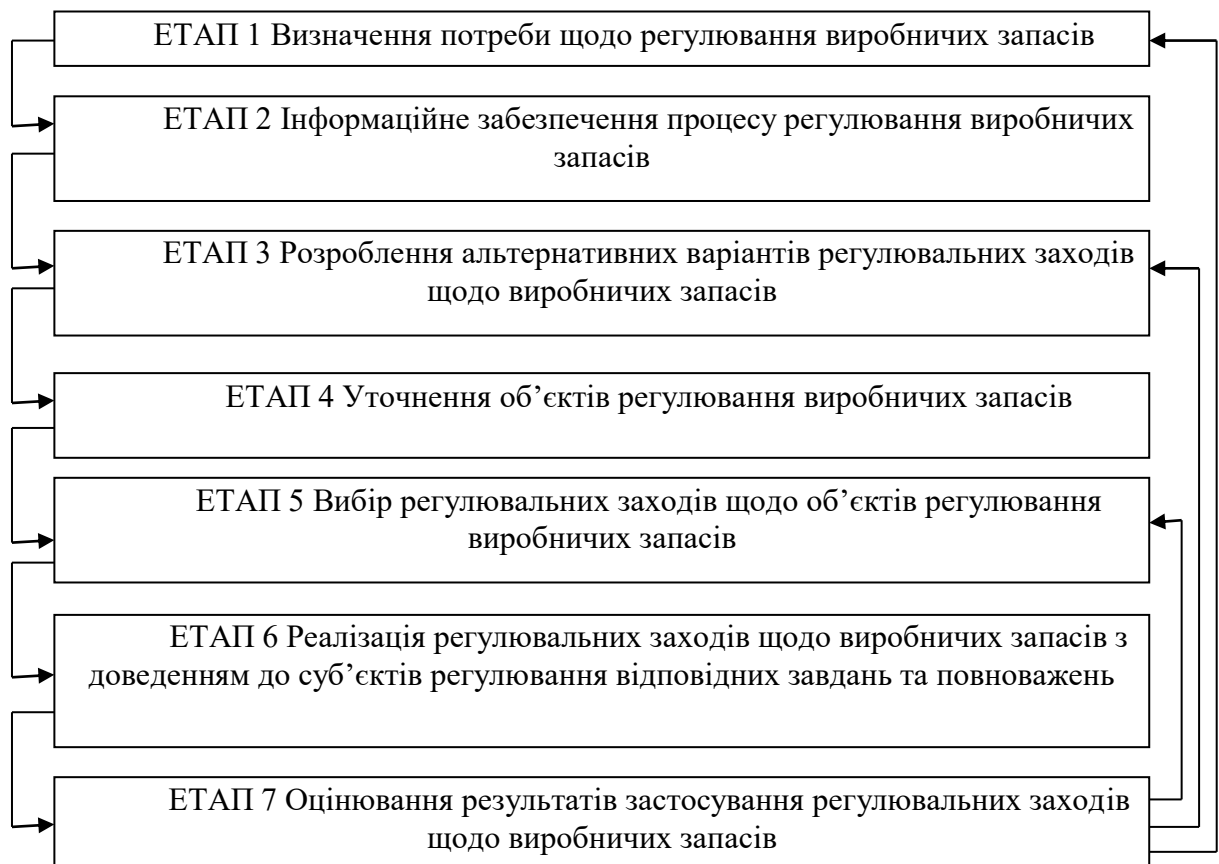 ЕТАП 1 Визначення потреби щодо регулювання виробничих запасів
ЕТАП 2 Інформаційне забезпечення процесу регулювання виробничих
запасів
ЕТАП 3 Розроблення альтернативних варіантів регулювальних заходів
щодо виробничих запасів
ЕТАП 4 Уточнення об’єктів регулювання виробничих запасів
ЕТАП 5 Вибір регулювальних заходів щодо об’єктів регулювання
виробничих запасів
ЕТАП 6 Реалізація регулювальних заходів щодо виробничих запасів з
доведенням до суб’єктів регулювання відповідних завдань та повноважень
ЕТАП 7 Оцінювання результатів застосування регулювальних заходів
щодо виробничих запасів